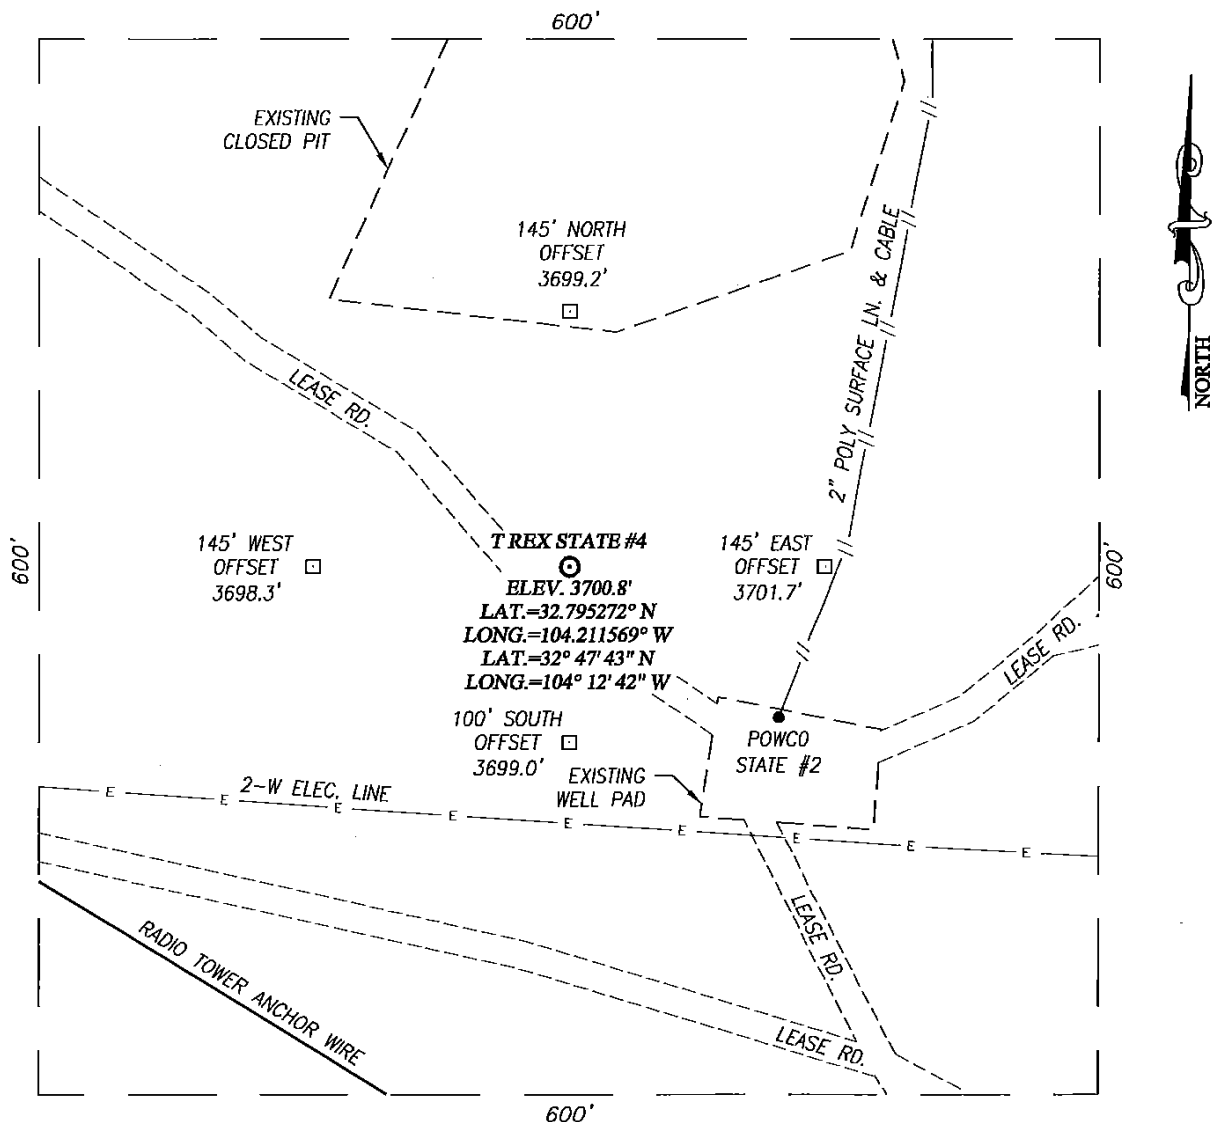 600'
EXISTING
CLOSED PIT
145' NORTH
OFFSET
3699.2'
2" POLY SURFACE LN. & CABLE
NORTH
LEASE RD.
600'
145' WEST
OFFSET
3698.3'
T REX STATE #4
ELEV. 3700.8'
LAT.=32.795272° N
LONG.=104.211569° W
LAT.=32° 47' 43" N
LONG.=104° 12' 42" W
145' EAST
OFFSET
3701.7'
600'
LEASE RD.
100' SOUTH
OFFSET
3699.0'
POWCO
STATE #2
EXISTING
WELL PAD
2-W ELEC. LINE
E E E E E E E E E
LEASE RD.
RADIO TOWER ANCHOR WIRE
LEASE RD.
600'